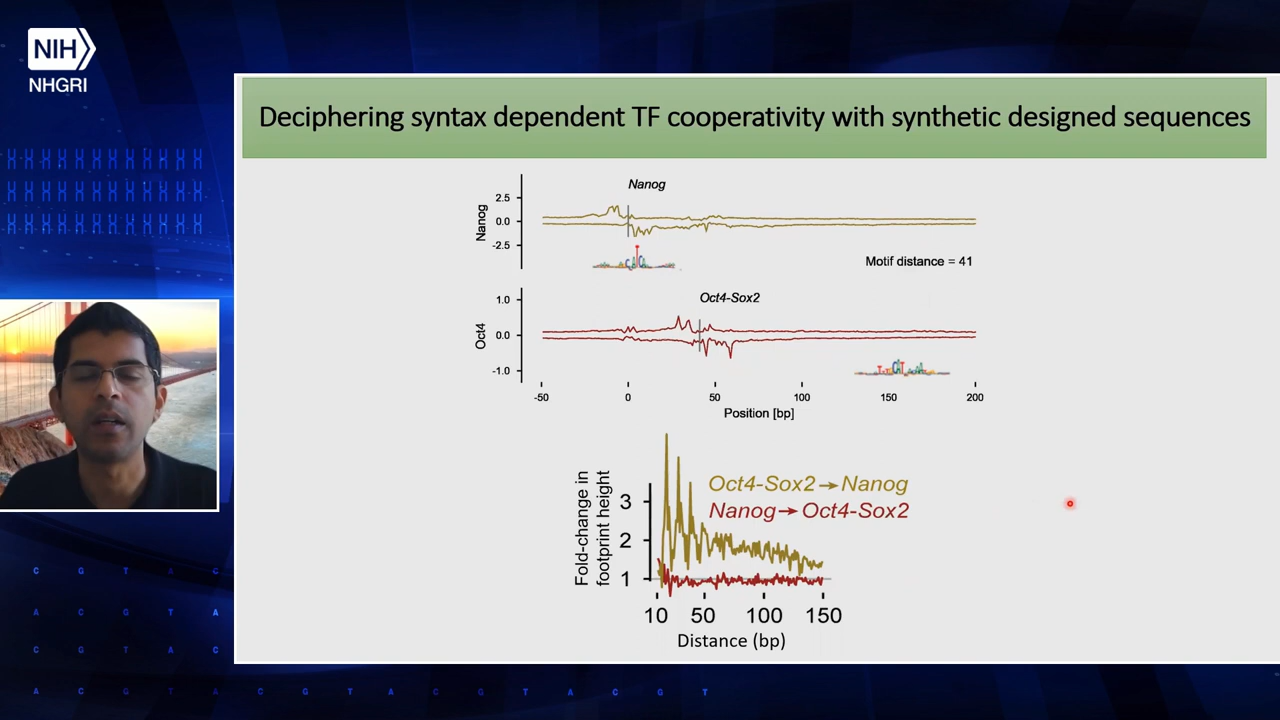 NIH
NHGRI
Deciphering syntax dependent TF cooperativity with synthetic designed sequences
Nanog
Nanog
2.5
0.0
-2.5
Motif distance = 41
Oct4-Sox2
Oct4
1.0
0.0
-1.0
-50 0 50 100 150 200
Position [bp]
Fold-change in
footprint height
3
2
1
Oct4-Sox2→Nanog
Nanog→Oct4-Sox2
10 50 100 150
Distance (bp)
C G T A C
A C G T A
C G T A C
A C G T A C G T A C G T A C G T